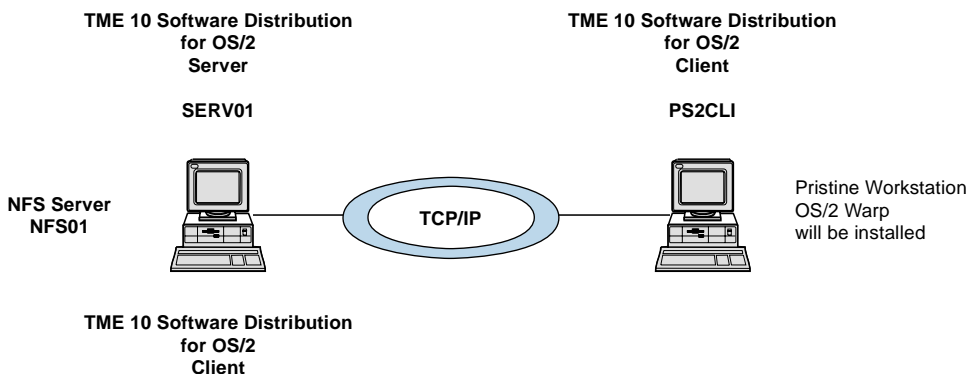 TME 10 Software Distribution
for OS/2
Server
SERV01
TME 10 Software Distribution
for OS/2
Client
PS2CLI
NFS Server
NFS01
TCP/IP
Pristine Workstation
OS/2 Warp
will be installed
TME 10 Software Distribution
for OS/2
Client